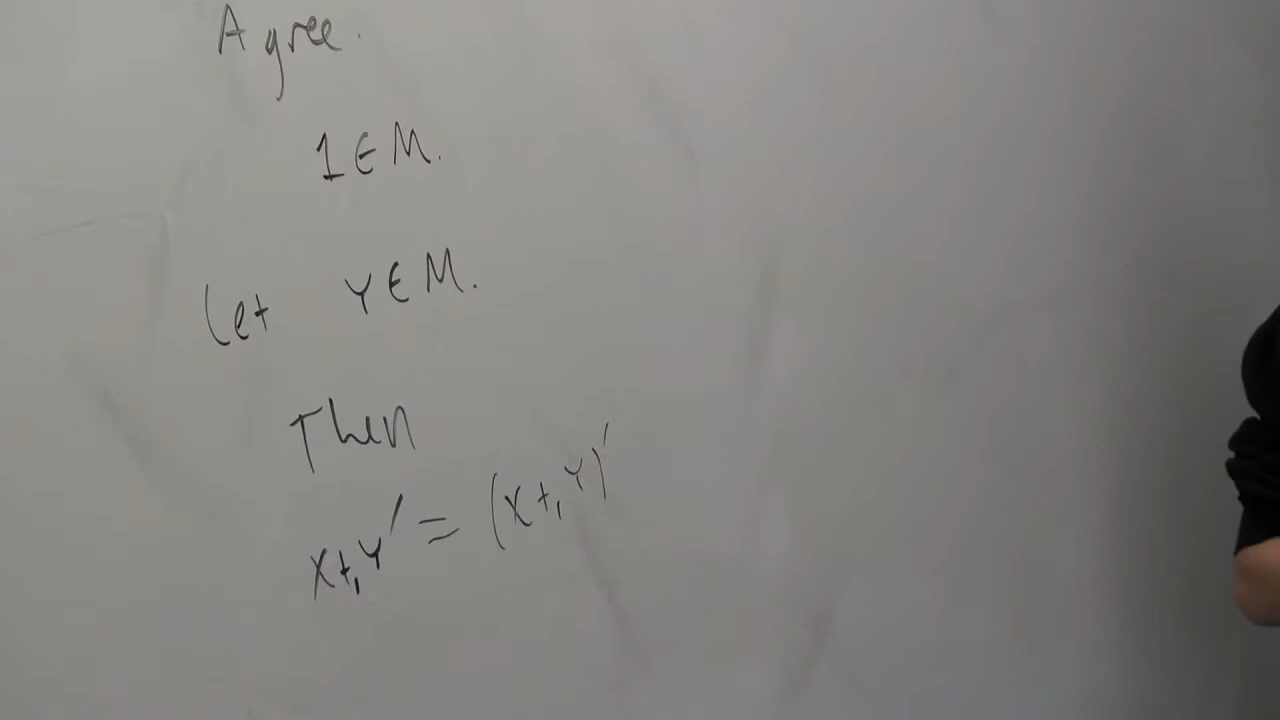 Agree.
1 ∈ M.
Let y ∈ M.
Then
x +₁ y' = (x +₁ y)'